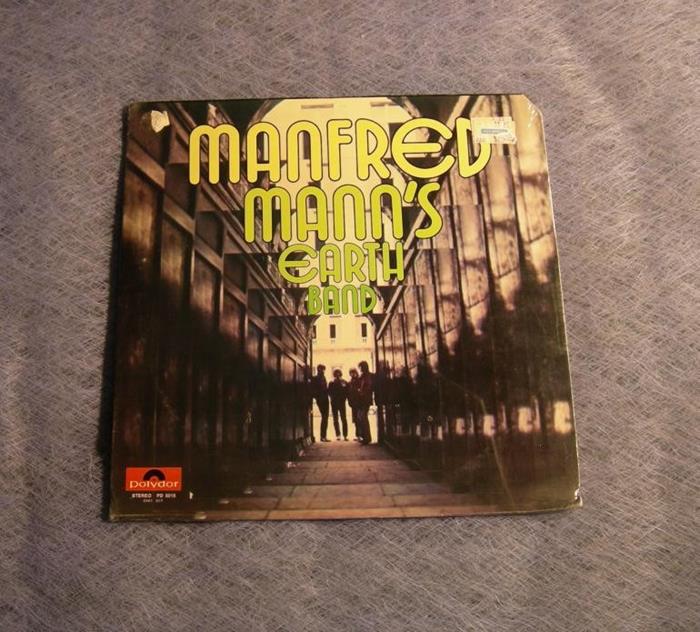 MANFRED
MANN'S
EARTH
BAND
Polydor
STEREO PD 5015